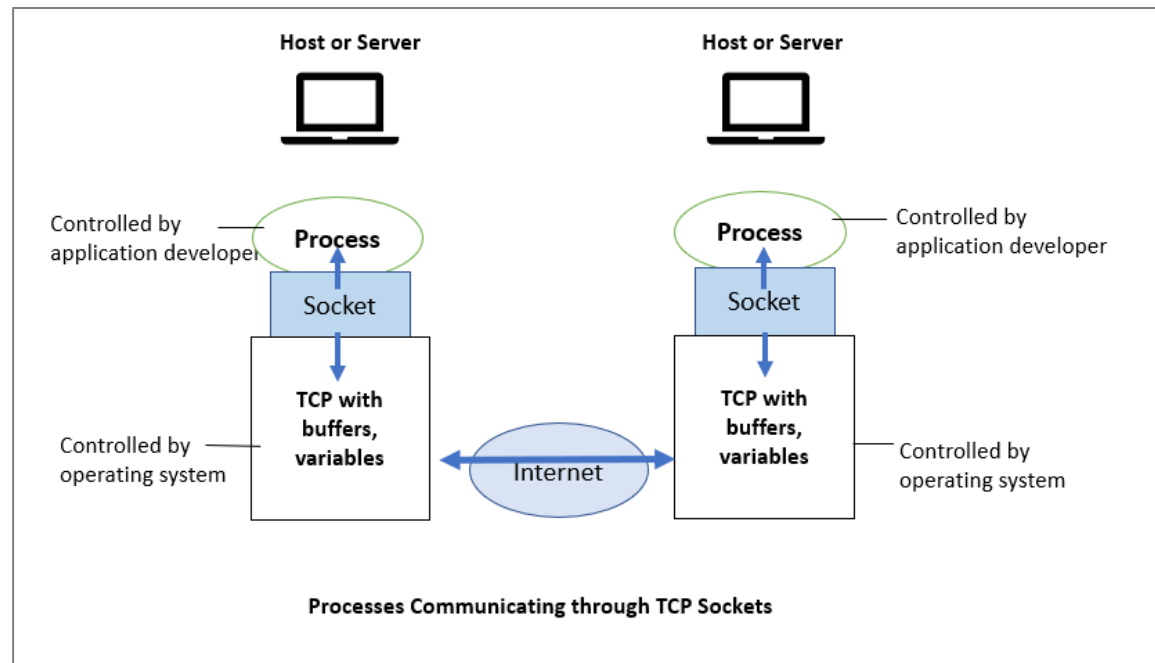 Host or Server
Host or Server
Controlled by
application developer
Process
Process
Controlled by
application developer
Socket
Socket
TCP with
buffers,
variables
TCP with
buffers,
variables
Controlled by
operating system
Internet
Controlled by
operating system
Processes Communicating through TCP Sockets